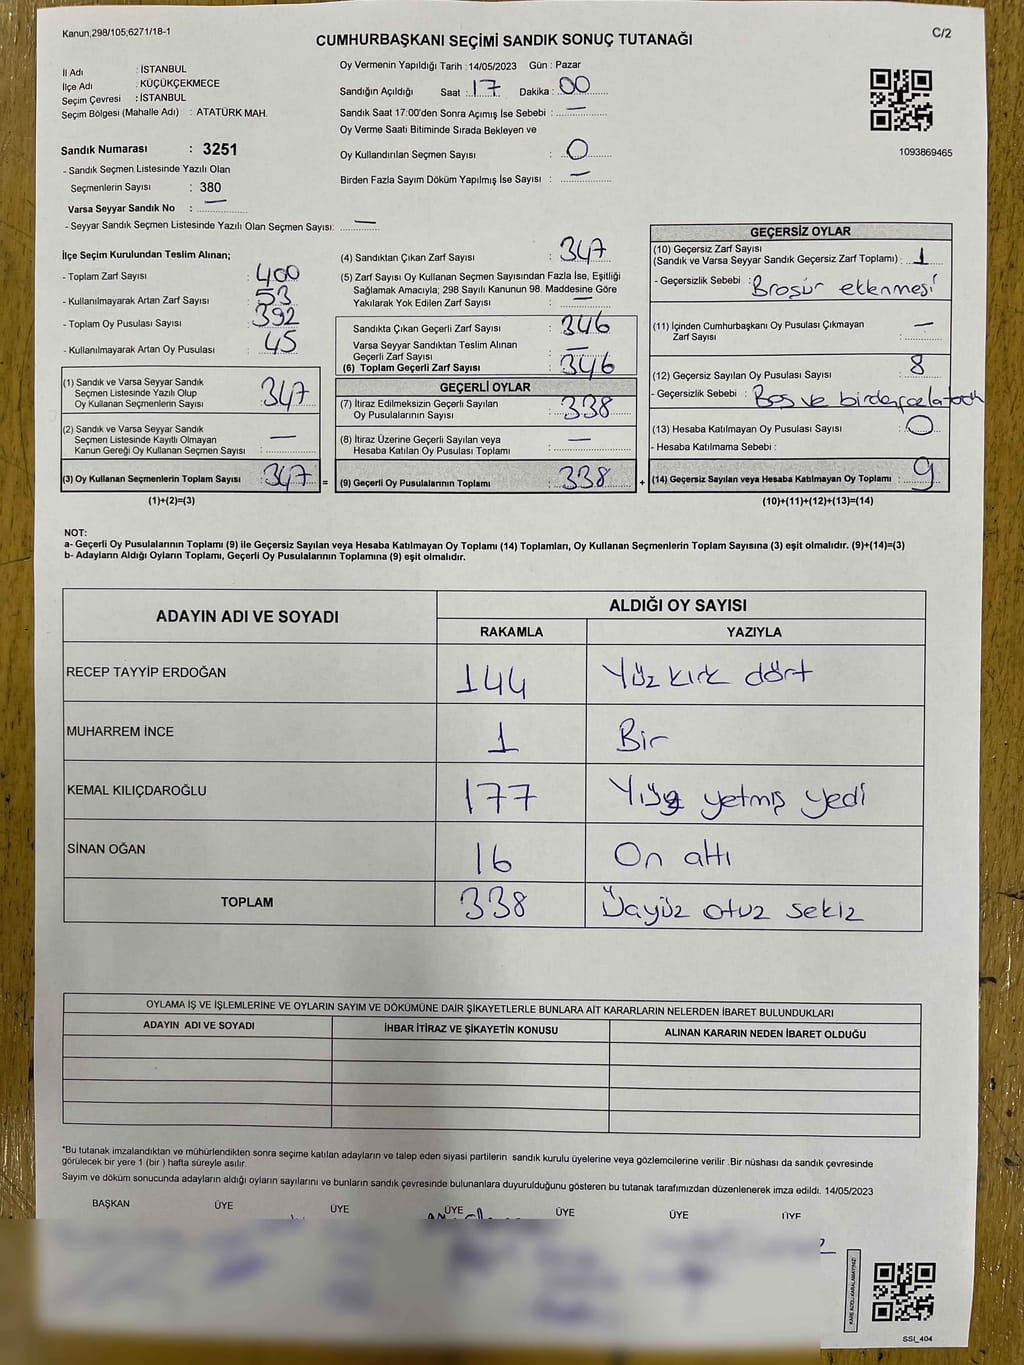 Kanun;298/105;6271/18-1
C/2
CUMHURBAŞKANI SEÇİMİ SANDIK SONUÇ TUTANAĞI
İl Adı : İSTANBUL
İlçe Adı : KÜÇÜKÇEKMECE
Seçim Çevresi : İSTANBUL
Seçim Bölgesi (Mahalle Adı) : ATATÜRK MAH.
Sandık Numarası : 3251
- Sandık Seçmen Listesinde Yazılı Olan
Seçmenlerin Sayısı : 380
Varsa Seyyar Sandık No : —
- Seyyar Sandık Seçmen Listesinde Yazılı Olan Seçmen Sayısı: —
Oy Vermenin Yapıldığı Tarih : 14/05/2023 Gün : Pazar
Sandığın Açıldığı Saat : 17 Dakika : 00
Sandık Saat 17:00'den Sonra Açımış İse Sebebi : —
Oy Verme Saati Bitiminde Sırada Bekleyen ve
Oy Kullandırılan Seçmen Sayısı : 0
Birden Fazla Sayım Döküm Yapılmış İse Sayısı : —
1093869465
İlçe Seçim Kurulundan Teslim Alınan;
- Toplam Zarf Sayısı : 400
- Kullanılmayarak Artan Zarf Sayısı : 53
- Toplam Oy Pusulası Sayısı : 392
- Kullanılmayarak Artan Oy Pusulası : 45
(1) Sandık ve Varsa Seyyar Sandık
Seçmen Listesinde Yazılı Olup
Oy Kullanan Seçmenlerin Sayısı : 347
(2) Sandık ve Varsa Seyyar Sandık
Seçmen Listesinde Kayıtlı Olmayan
Kanun Gereği Oy Kullanan Seçmen Sayısı : —
(3) Oy Kullanan Seçmenlerin Toplam Sayısı : 347 =
(1)+(2)=(3)
(4) Sandıktan Çıkan Zarf Sayısı : 347
(5) Zarf Sayısı Oy Kullanan Seçmen Sayısından Fazla İse, Eşitliği
Sağlamak Amacıyla; 298 Sayılı Kanunun 98. Maddesine Göre
Yakılarak Yok Edilen Zarf Sayısı : —
Sandıkta Çıkan Geçerli Zarf Sayısı : 346
Varsa Seyyar Sandıktan Teslim Alınan
Geçerli Zarf Sayısı : —
(6) Toplam Geçerli Zarf Sayısı : 346
GEÇERLİ OYLAR
(7) İtiraz Edilmeksizin Geçerli Sayılan
Oy Pusulalarının Sayısı : 338
(8) İtiraz Üzerine Geçerli Sayılan veya
Hesaba Katılan Oy Pusulası Toplamı : —
(9) Geçerli Oy Pusulalarının Toplamı : 338 +
GEÇERSİZ OYLAR
(10) Geçersiz Zarf Sayısı
(Sandık ve Varsa Seyyar Sandık Geçersiz Zarf Toplamı) : 1
- Geçersizlik Sebebi : Broşür eklenmesi
(11) İçinden Cumhurbaşkanı Oy Pusulası Çıkmayan
Zarf Sayısı : —
(12) Geçersiz Sayılan Oy Pusulası Sayısı : 8
- Geçersizlik Sebebi : Boş ve
(13) Hesaba Katılmayan Oy Pusulası Sayısı : 0
- Hesaba Katılmama Sebebi :
(14) Geçersiz Sayılan veya Hesaba Katılmayan Oy Toplamı : 9
(10)+(11)+(12)+(13)=(14)
NOT:
a- Geçerli Oy Pusulalarının Toplamı (9) ile Geçersiz Sayılan veya Hesaba Katılmayan Oy Toplamı (14) Toplamları, Oy Kullanan Seçmenlerin Toplam Sayısına (3) eşit olmalıdır. (9)+(14)=(3)
b- Adayların Aldığı Oyların Toplamı, Geçerli Oy Pusulalarının Toplamına (9) eşit olmalıdır.
ADAYIN ADI VE SOYADI ALDIĞI OY SAYISI
RAKAMLA YAZIYLA
RECEP TAYYİP ERDOĞAN 144 Yüz kırk dört
MUHARREM İNCE 1 Bir
KEMAL KILIÇDAROĞLU 177 Yüz yetmiş yedi
SİNAN OĞAN 16 On altı
TOPLAM 338 Üçyüz otuz sekiz
OYLAMA İŞ VE İŞLEMLERİNE VE OYLARIN SAYIM VE DÖKÜMÜNE DAİR ŞİKAYETLERLE BUNLARA AİT KARARLARIN NELERDEN İBARET BULUNDUKLARI
ADAYIN ADI VE SOYADI İHBAR İTİRAZ VE ŞİKAYETİN KONUSU ALINAN KARARIN NEDEN İBARET OLDUĞU
*Bu tutanak imzalandıktan ve mühürlendikten sonra seçime katılan adayların ve talep eden siyasi partilerin sandık kurulu üyelerine veya gözlemcilerine verilir .Bir nüshası da sandık çevresinde
görülecek bir yere 1 (bir ) hafta süreyle asılır.
Sayım ve döküm sonucunda adayların aldığı oyların sayılarını ve bunların sandık çevresinde bulunanlara duyurulduğunu gösteren bu tutanak tarafımızdan düzenlenerek imza edildi. 14/05/2023
BAŞKAN ÜYE ÜYE ÜYE ÜYE ÜYE ÜYE
KARE KODU KARALAMAYINIZ!
SSI_404